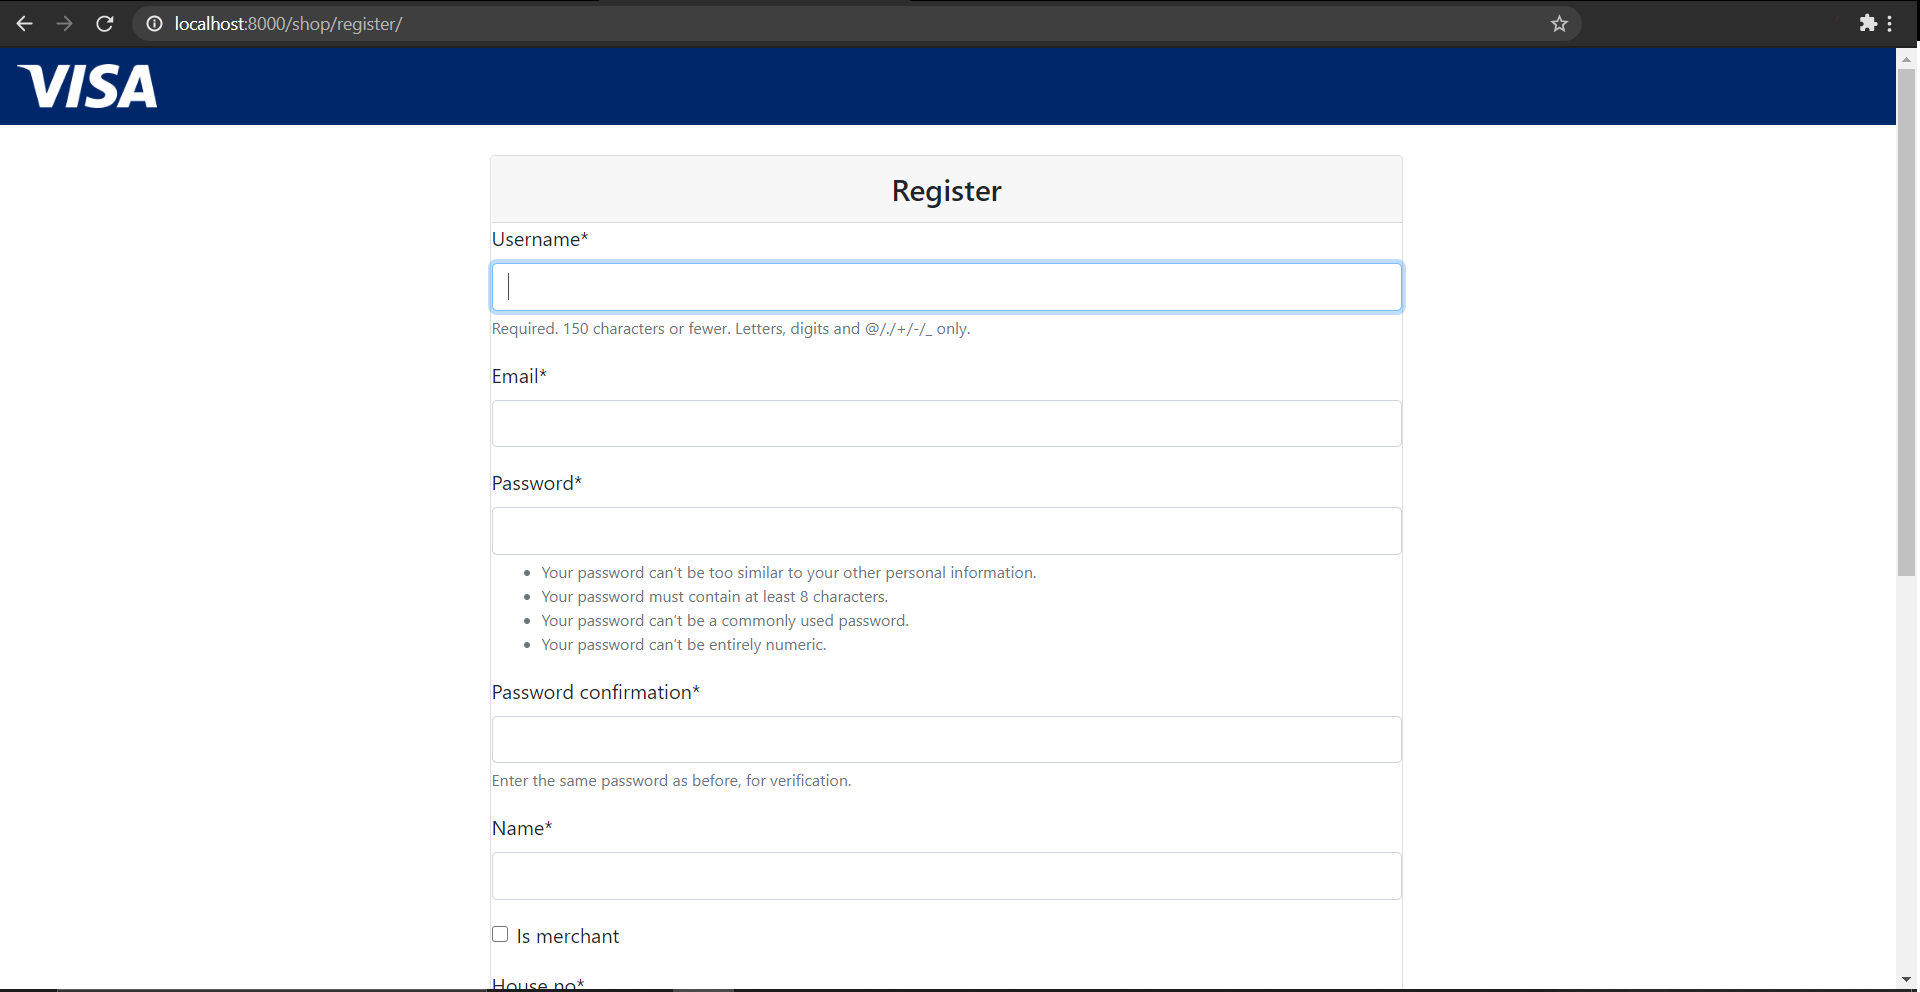 localhost:8000/shop/register/
VISA
Register
Username*
Required. 150 characters or fewer. Letters, digits and @/./+/-/_ only.
Email*
Password*
Your password can’t be too similar to your other personal information.
Your password must contain at least 8 characters.
Your password can’t be a commonly used password.
Your password can’t be entirely numeric.
Password confirmation*
Enter the same password as before, for verification.
Name*
Is merchant
House no*